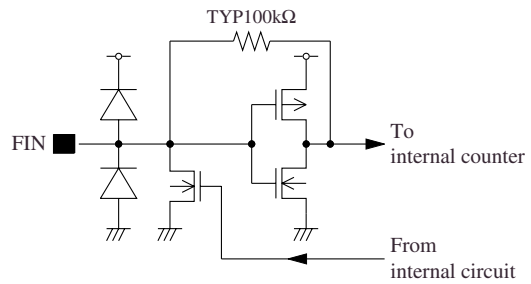 TYP100kΩ
FIN
To
internal counter
From
internal circuit